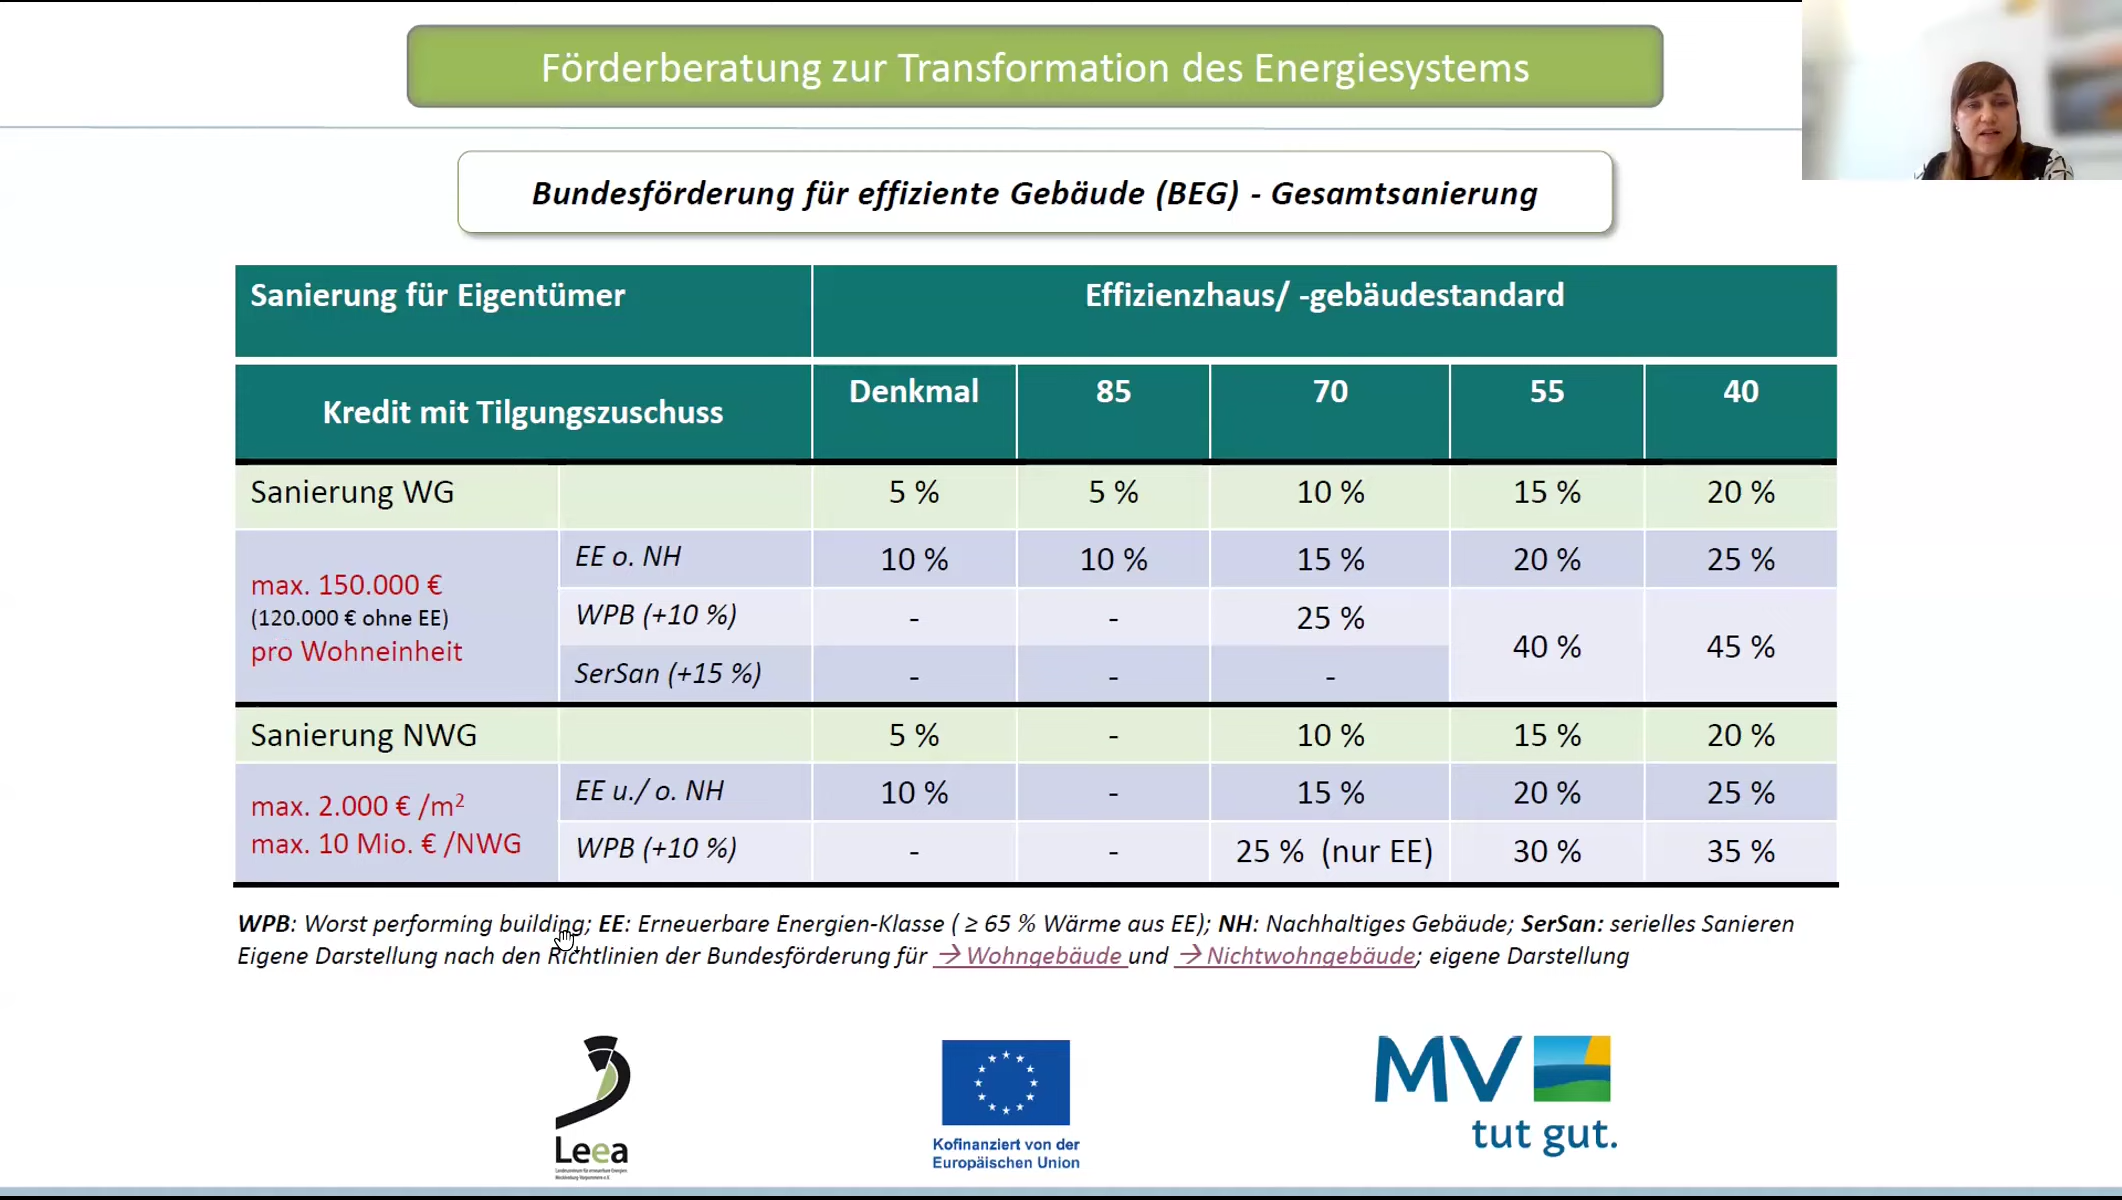 Förderberatung zur Transformation des Energiesystems
Bundesförderung für effiziente Gebäude (BEG) - Gesamtsanierung
Sanierung für Eigentümer Effizienzhaus/ -gebäudestandard
Kredit mit Tilgungszuschuss Denkmal 85 70 55 40
Sanierung WG 5 % 5 % 10 % 15 % 20 %
max. 150.000 €
(120.000 € ohne EE)
pro Wohneinheit
EE o. NH 10 % 10 % 15 % 20 % 25 %
WPB (+10 %) - - 25 %
40 % 45 %
SerSan (+15 %) - - -
Sanierung NWG 5 % - 10 % 15 % 20 %
max. 2.000 € /m²
max. 10 Mio. € /NWG
EE u./ o. NH 10 % - 15 % 20 % 25 %
WPB (+10 %) - - 25 % (nur EE) 30 % 35 %
WPB: Worst performing building; EE: Erneuerbare Energien-Klasse ( ≥ 65 % Wärme aus EE); NH: Nachhaltiges Gebäude; SerSan: serielles Sanieren
Eigene Darstellung nach den Richtlinien der Bundesförderung für → Wohngebäude und → Nichtwohngebäude; eigene Darstellung
Leea
Kofinanziert von der
Europäischen Union
MV
tut gut.